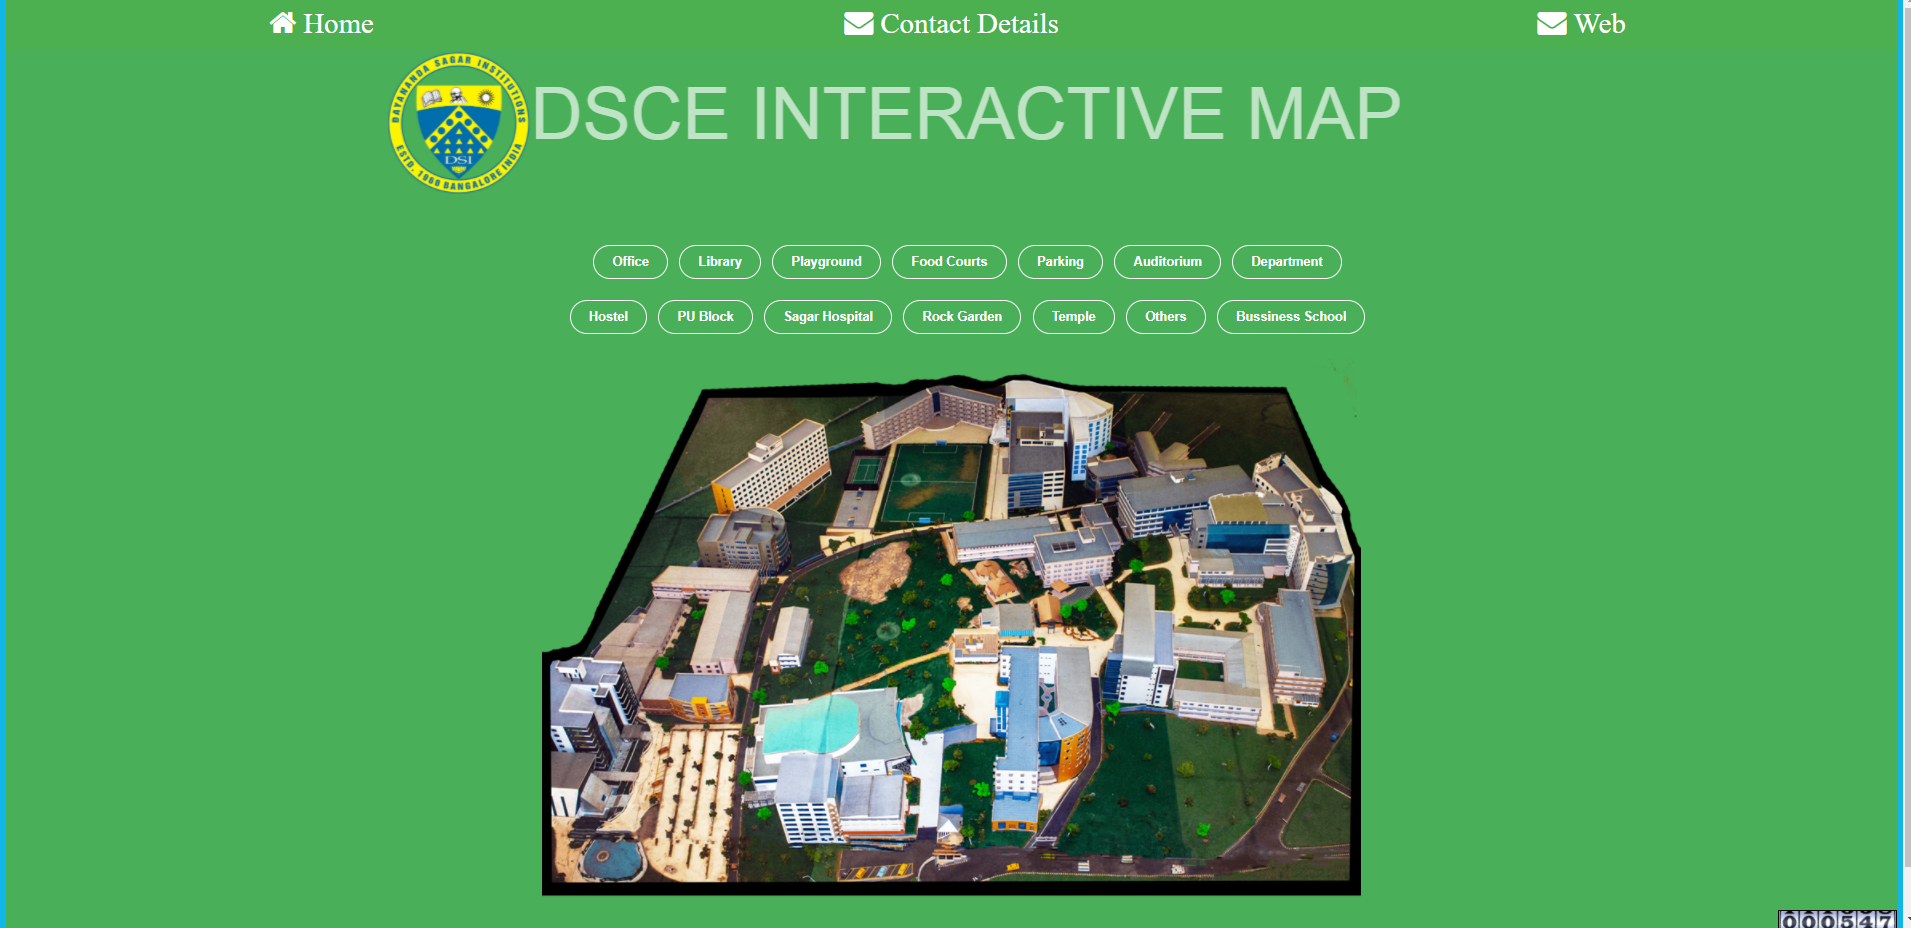 Home Contact Details Web
DAYANANDA SAGAR INSTITUTIONS
DSI
ESTD. 1960 BANGALORE INDIA
DSCE INTERACTIVE MAP
Office Library Playground Food Courts Parking Auditorium Department
Hostel PU Block Sagar Hospital Rock Garden Temple Others Bussiness School
000547